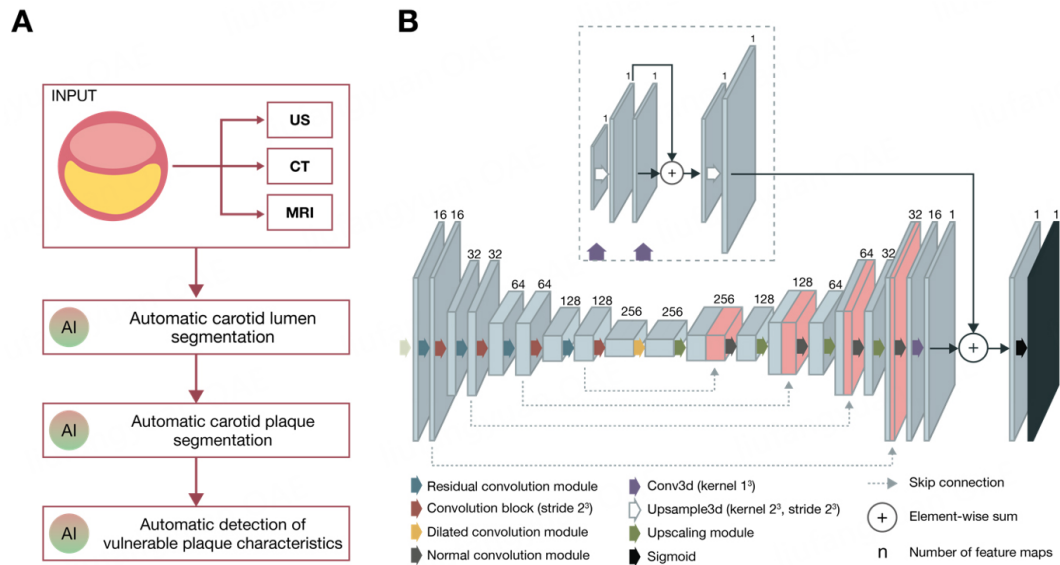 A
INPUT
US
CT
MRI
AI
Automatic carotid lumen
segmentation
AI
Automatic carotid plaque
segmentation
AI
Automatic detection of
vulnerable plaque characteristics
B
1
1
1
1
1
16 16
32 32
64 64
128 128
256 256
256
128
128
64
64
32
32 16 1
1 1
Residual convolution module
Convolution block (stride 2³)
Dilated convolution module
Normal convolution module
Conv3d (kernel 1³)
Upsample3d (kernel 2³, stride 2³)
Upscaling module
Sigmoid
Skip connection
+ Element-wise sum
n Number of feature maps